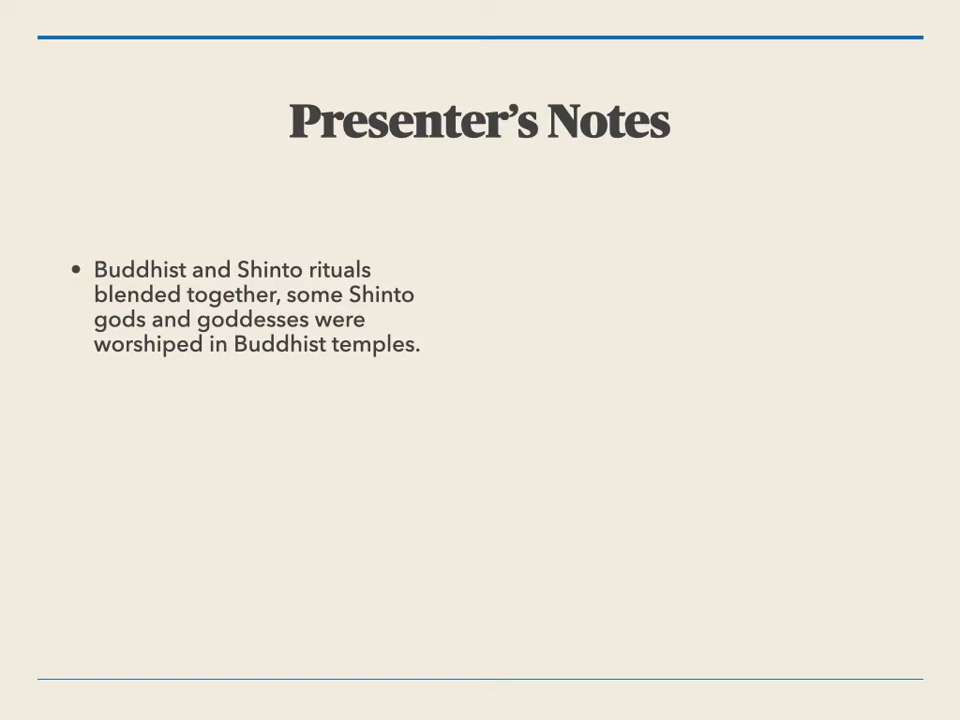 Presenter’s Notes
• Buddhist and Shinto rituals
blended together, some Shinto
gods and goddesses were
worshiped in Buddhist temples.